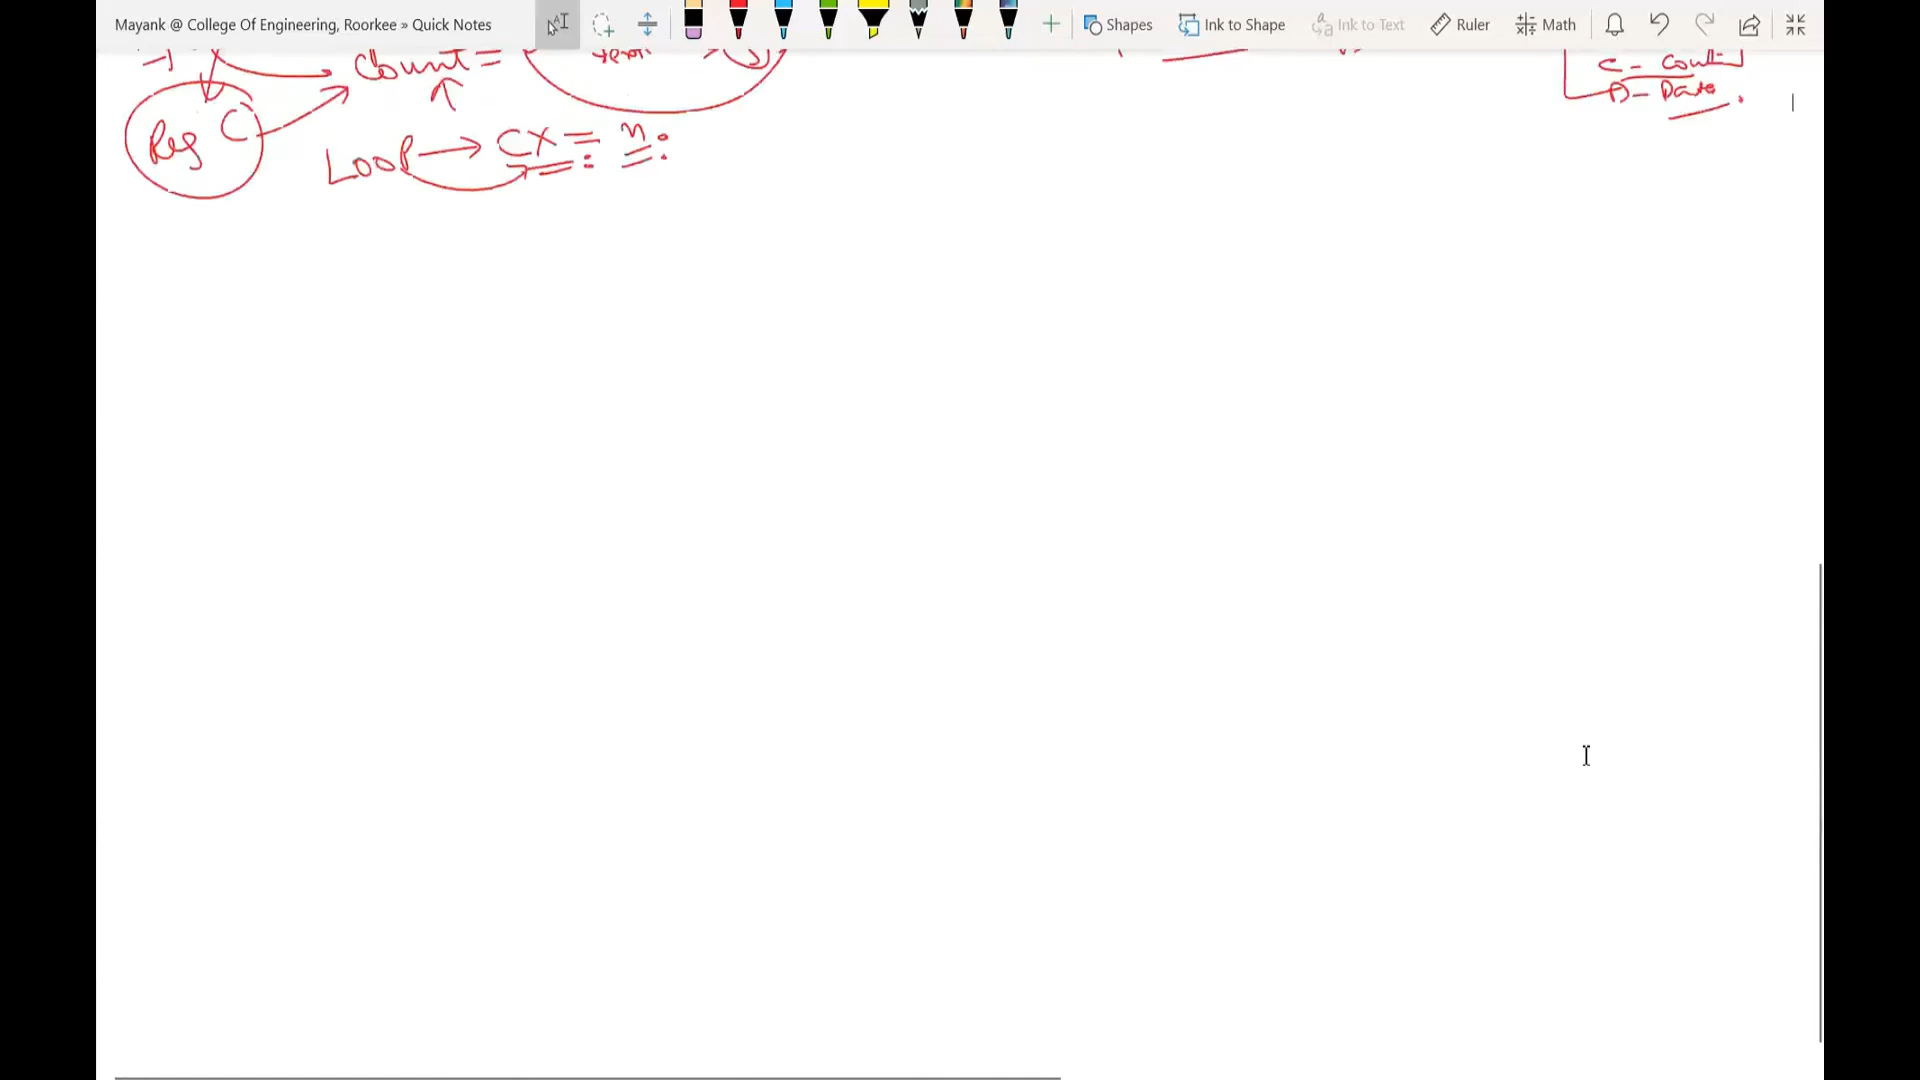 Mayank @ College Of Engineering, Roorkee » Quick Notes
Shapes
Ink to Shape
Ink to Text
Ruler
Math
Count =
C - Count
D - Data
Reg C
LOOP → CX = n